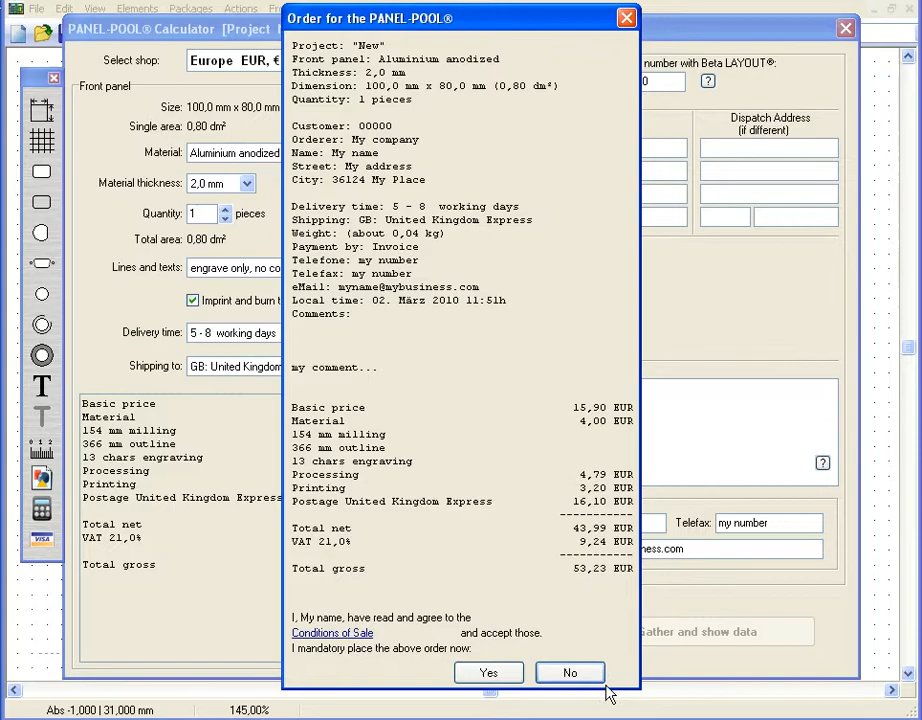 File View Elements Packages Actions
PANEL-POOL® Calculator [Project
Select shop: Europe EUR, €
Front panel
Size: 100,0 mm x 80,0 mm
Single area: 0,80 dm²
Material: Aluminium anodized
Material thickness: 2,0 mm
Quantity: 1 pieces
Total area: 0,80 dm²
Lines and texts: engrave only, no co
Imprint and burn t
Delivery time: 5 - 8 working days
Shipping to: GB: United Kingdom
Basic price
Material
154 mm milling
366 mm outline
13 chars engraving
Processing
Printing
Postage United Kingdom Express
Total net
VAT 21,0%
Total gross
Order for the PANEL-POOL®
Project: "New"
Front panel: Aluminium anodized
Thickness: 2,0 mm
Dimension: 100,0 mm x 80,0 mm (0,80 dm²)
Quantity: 1 pieces
Customer: 00000
Orderer: My company
Name: My name
Street: My address
City: 36124 My Place
Delivery time: 5 - 8 working days
Shipping: GB: United Kingdom Express
Weight: (about 0,04 kg)
Payment by: Invoice
Telefone: my number
Telefax: my number
eMail: myname@mybusiness.com
Local time: 02. März 2010 11:51h
Comments:
my comment...
Basic price 15,90 EUR
Material 4,00 EUR
154 mm milling
366 mm outline
13 chars engraving
Processing 4,79 EUR
Printing 3,20 EUR
Postage United Kingdom Express 16,10 EUR
Total net 43,99 EUR
VAT 21,0% 9,24 EUR
Total gross 53,23 EUR
I, My name, have read and agree to the
Conditions of Sale and accept those.
I mandatory place the above order now:
Yes No
number with Beta LAYOUT®:
0 ?
Dispatch Address
(if different)
?
Telefax: my number
ess.com
Gather and show data
T
T
0 1 2
VISA
Abs -1,000 | 31,000 mm 145,00%